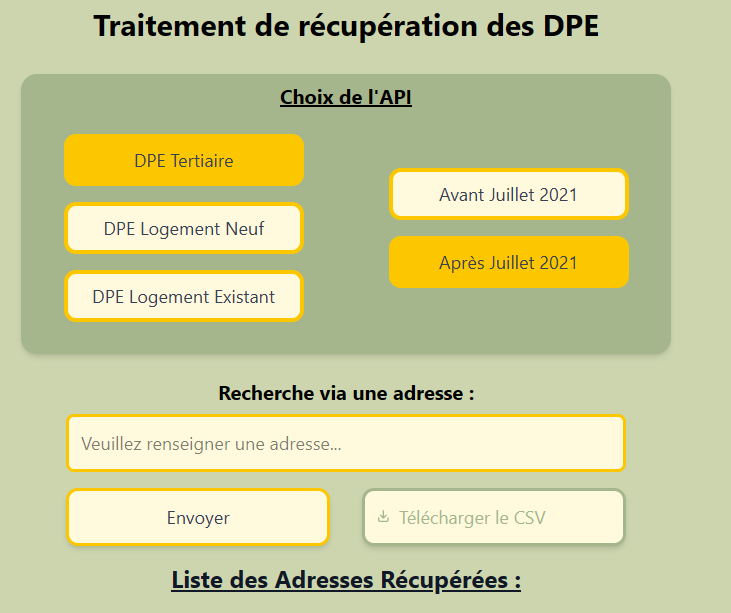 Traitement de récupération des DPE
Choix de l'API
DPE Tertiaire
DPE Logement Neuf
DPE Logement Existant
Avant Juillet 2021
Après Juillet 2021
Recherche via une adresse :
Veuillez renseigner une adresse...
Envoyer
Télécharger le CSV
Liste des Adresses Récupérées :